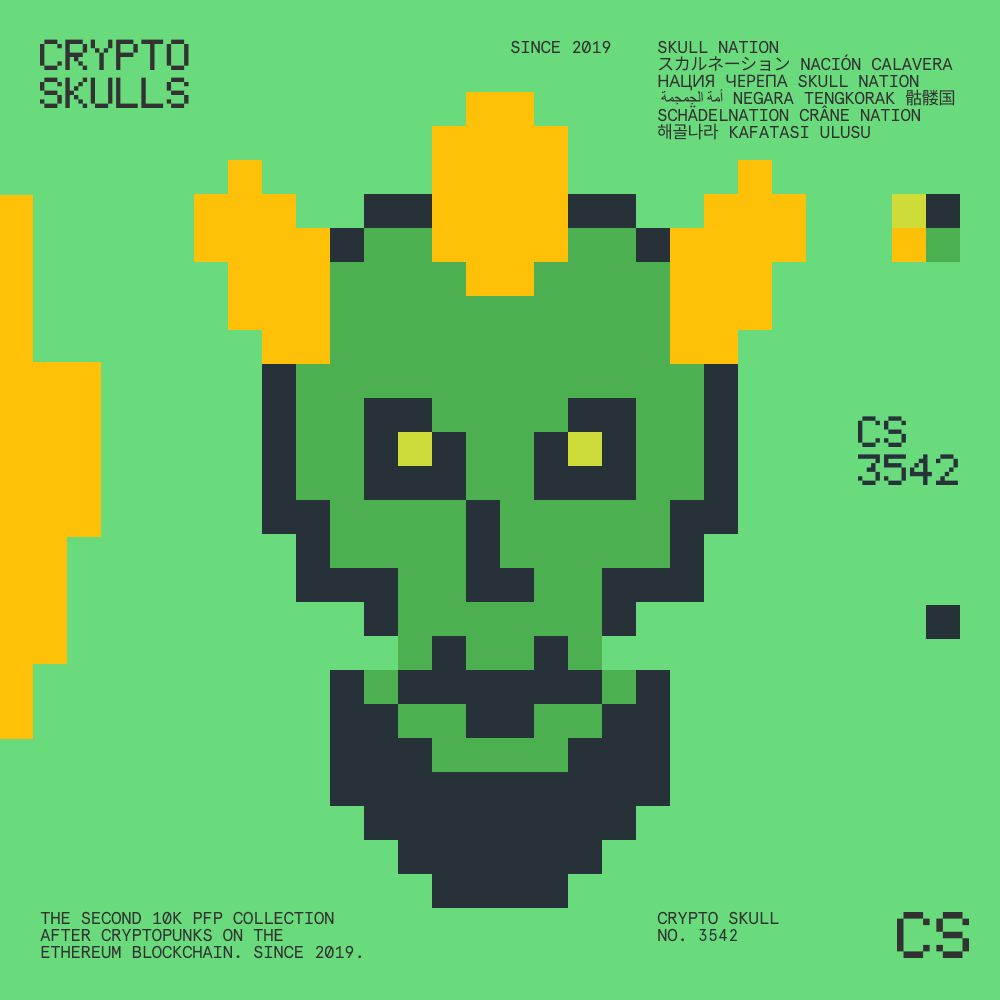 CRYPTO
SKULLS
SINCE 2019
SKULL NATION
スカルネーション NACIÓN CALAVERA
НАЦИЯ ЧЕРЕПА SKULL NATION
أمة الجمجمة NEGARA TENGKORAK 骷髅国
SCHÄDELNATION CRÂNE NATION
해골나라 KAFATASI ULUSU
CS
3542
THE SECOND 10K PFP COLLECTION
AFTER CRYPTOPUNKS ON THE
ETHEREUM BLOCKCHAIN. SINCE 2019.
CRYPTO SKULL
NO. 3542
CS